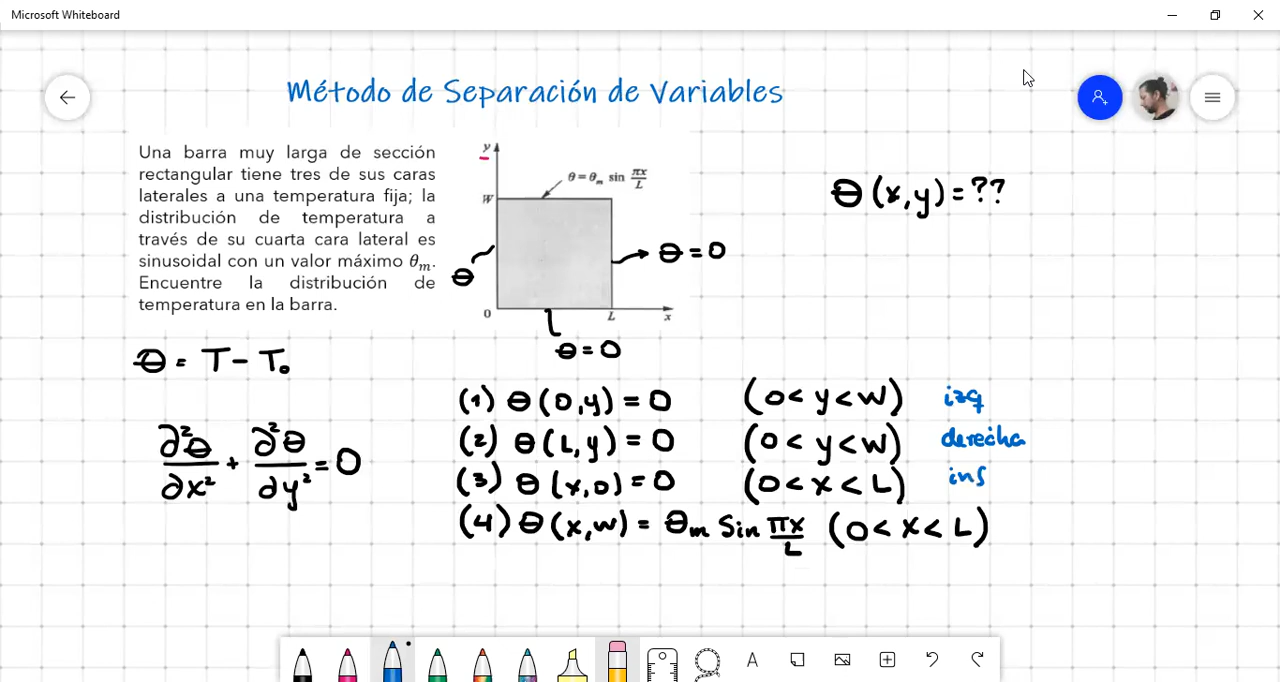 Microsoft Whiteboard
Método de Separación de Variables
Una barra muy larga de sección
rectangular tiene tres de sus caras
laterales a una temperatura fija; la
distribución de temperatura a
través de su cuarta cara lateral es
sinusoidal con un valor máximo θₘ.
Encuentre la distribución de
temperatura en la barra.
y
θ = θₘ sin πx/L
W
θ
θ = 0
0
L
x
θ = 0
θ(x,y) = ??
θ = T - T₀
∂²θ/∂x² + ∂²θ/∂y² = 0
(1) θ(0,y) = 0 (0 < y < W) izq
(2) θ(L,y) = 0 (0 < y < W) derecha
(3) θ(x,0) = 0 (0 < x < L)
(4) θ(x,w) = θₘ Sin πx/L (0 < x < L)
A